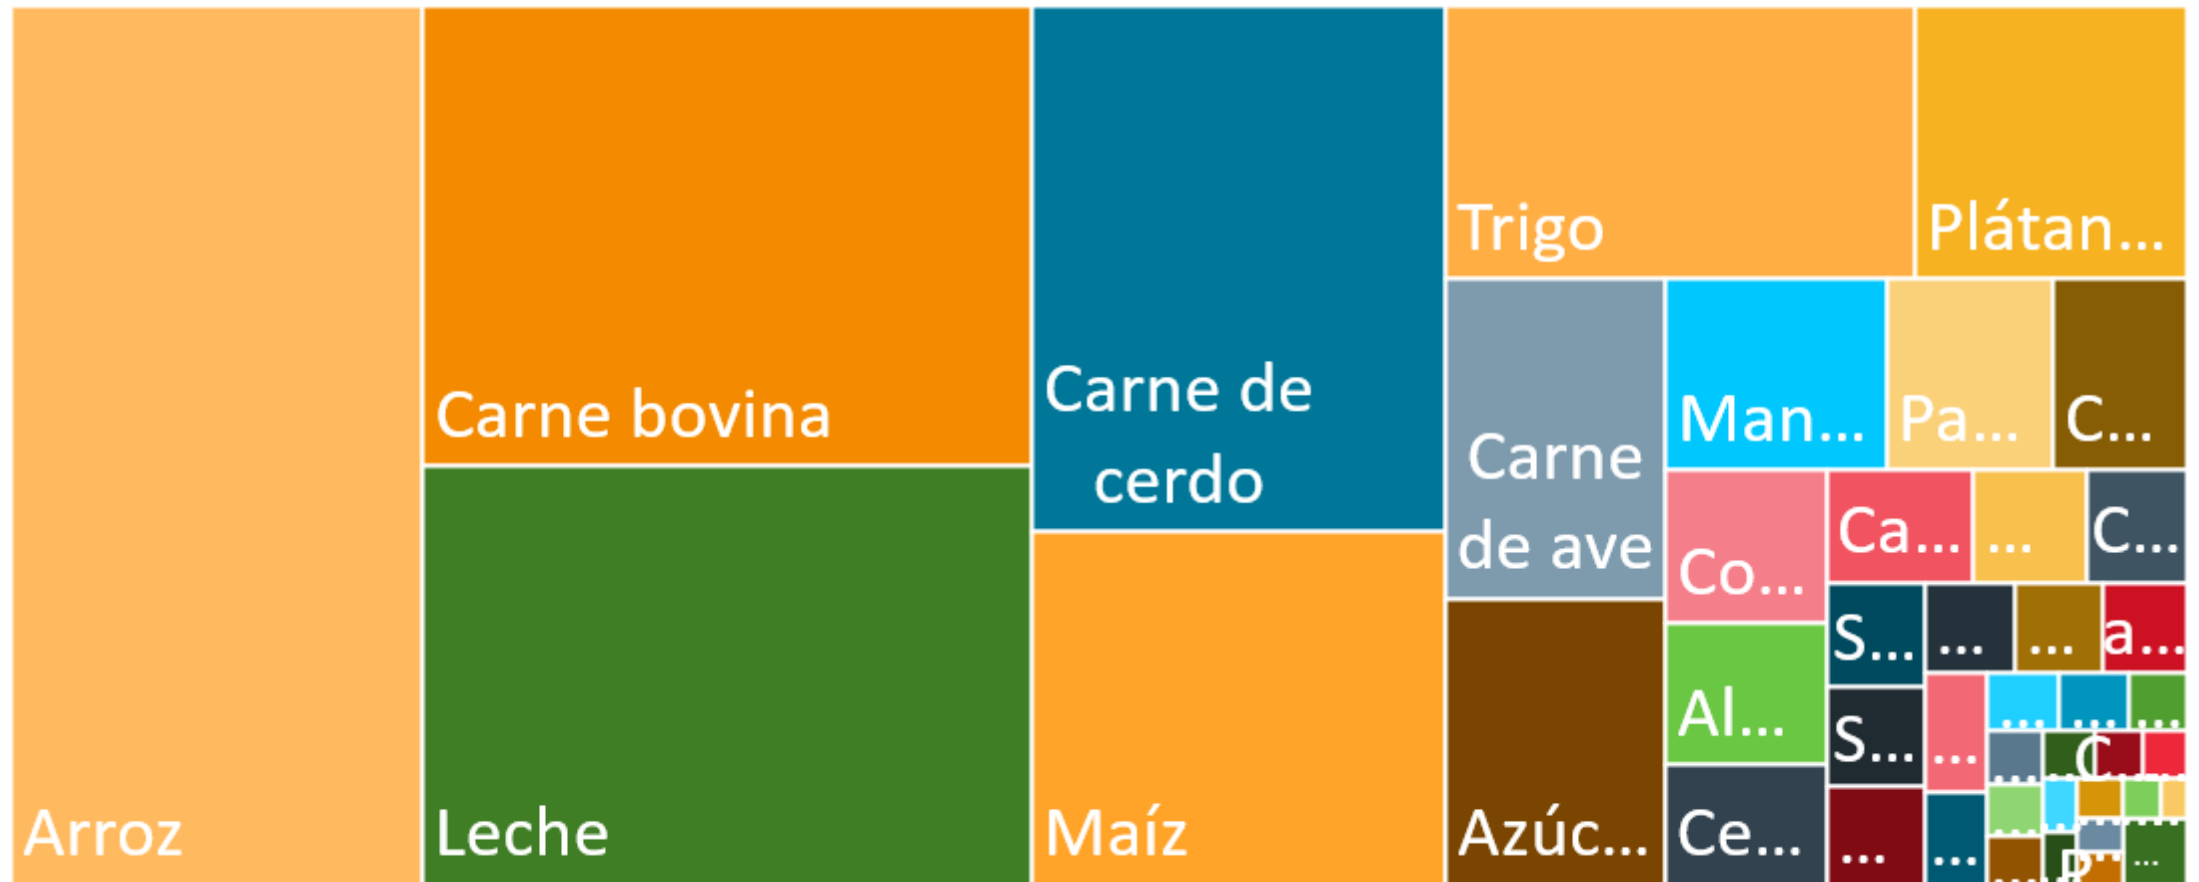 Arroz
Carne bovina
Leche
Carne de
cerdo
Maíz
Trigo
Plátan...
Carne
de ave
Azúc...
Man...
Pa...
C...
Co...
Ca...
...
C...
Al...
S...
...
...
a...
Ce...
S...
...
...
...
...
...
...
C
P
...